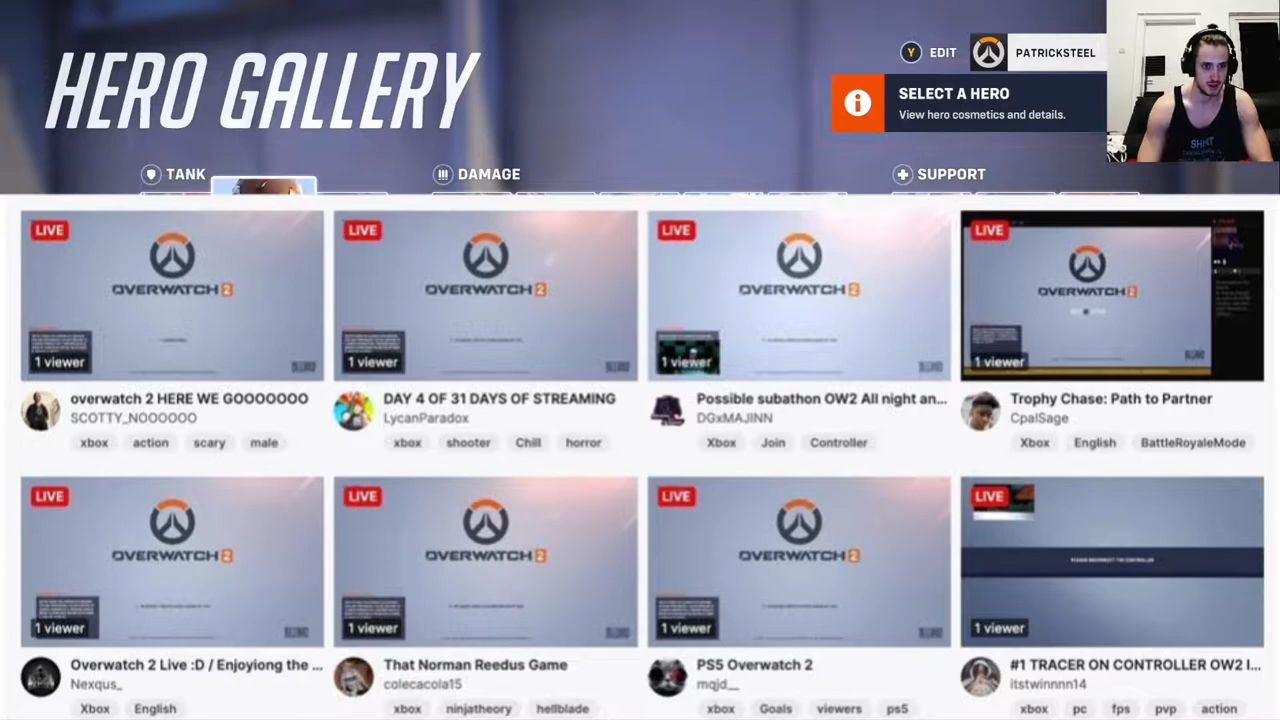 HERO GALLERY
Y EDIT PATRICKSTEEL
SELECT A HERO
View hero cosmetics and details.
SHIRT
TANK DAMAGE SUPPORT
LIVE LIVE LIVE LIVE
OVERWATCH 2 OVERWATCH 2 OVERWATCH 2 OVERWATCH 2
1 viewer 1 viewer 1 viewer 1 viewer
overwatch 2 HERE WE GOOOOOOO DAY 4 OF 31 DAYS OF STREAMING Possible subathon OW2 All night an... Trophy Chase: Path to Partner
SCOTTY_NOOOOOO LycanParadox DGxMAJINN CpalSage
xbox action scary male xbox shooter Chill horror Xbox Join Controller Xbox English BattleRoyaleMode
LIVE LIVE LIVE LIVE
OVERWATCH 2 OVERWATCH 2 OVERWATCH 2
1 viewer 1 viewer 1 viewer 1 viewer
Overwatch 2 Live :D / Enjoyiong the ... That Norman Reedus Game PS5 Overwatch 2 #1 TRACER ON CONTROLLER OW2 I...
Nexqus_ colecacola15 mqjd__ itstwinnnn14
Xbox English xbox ninjatheory hellblade xbox Goals viewers ps5 xbox pc fps pvp action